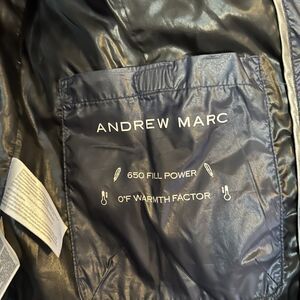 ANDREW MARC
650 FILL POWER
0°F WARMTH FACTOR